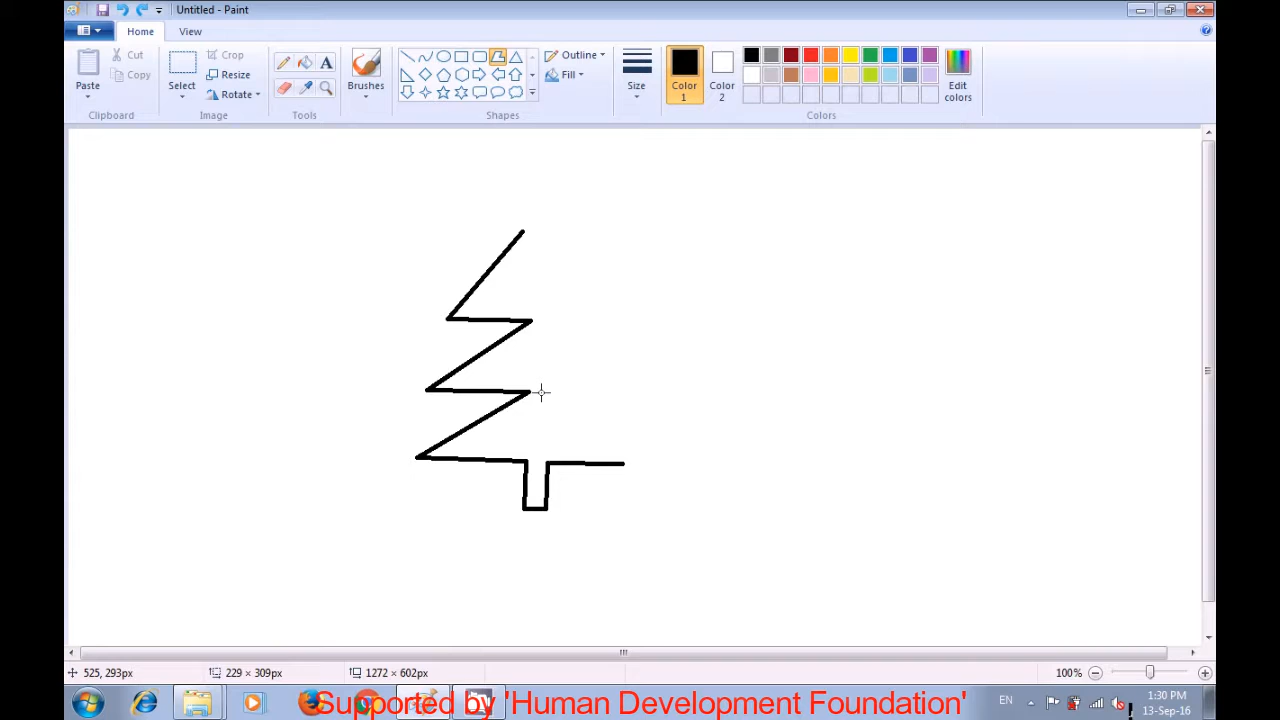 Untitled - Paint
Home View
Paste
Cut
Copy
Clipboard
Select
Crop
Resize
Rotate
Image
Tools
Brushes
Shapes
Outline
Fill
Size
Color 1
Color 2
Edit colors
Colors
525, 293px 229 × 309px 1272 × 602px 100%
EN 1:30 PM
13-Sep-16
Supported by 'Human Development Foundation'